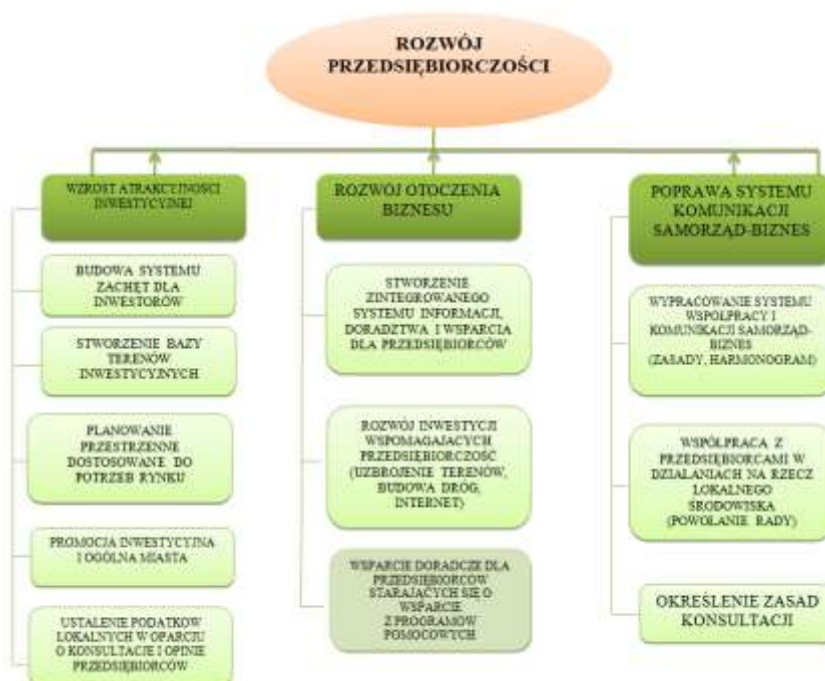 ROZWÓJ
PRZEDSIĘBIORCZOŚCI
WZROST ATRAKCYJNOŚCI
INWESTYCYJNEJ
BUDOWA SYSTEMU
ZACHĘT DLA
INWESTORÓW
STWORZENIE BAZY
TERENÓW
INWESTYCYJNYCH
PLANOWANIE
PRZESTRZENNE
DOSTOSOWANE DO
POTRZEB RYNKU
PROMOCJA INWESTYCYJNA
I OGÓLNA MIASTA
USTALENIE PODATKÓW
LOKALNYCH W OPARCIU
O KONSULTACJE I OPINIE
PRZEDSIĘBIORCÓW
ROZWÓJ OTOCZENIA
BIZNESU
STWORZENIE
ZINTEGROWANEGO
SYSTEMU INFORMACJI,
DORADZTWA I WSPARCIA
DLA PRZEDSIĘBIORCÓW
ROZWÓJ INWESTYCJI
WSPOMAGAJACYCH
PRZEDSIĘBIORCZOŚĆ
(UZBROJENIE TERENÓW,
BUDOWA DRÓG,
INTERNET)
WSPARCIE DORADCZE DLA
PRZEDSIĘBIORCÓW
STARAJĄCYCH SIĘ O
WSPARCIE
Z PROGRAMÓW
POMOCOWYCH
POPRAWA SYSTEMU
KOMUNIKACJI
SAMORZĄD-BIZNES
WYPRACOWANIE SYSTEMU
WSPÓŁPRACY I
KOMUNIKACJI SAMORZĄD-
BIZNES
(ZASADY, HARMONOGRAM)
WSPÓŁPRACA Z
PRZEDSIĘBIORCAMI W
DZIAŁANIACH NA RZECZ
LOKALNEGO
ŚRODOWISKA
(POWOŁANIE RADY)
OKREŚLENIE ZASAD
KONSULTACJI